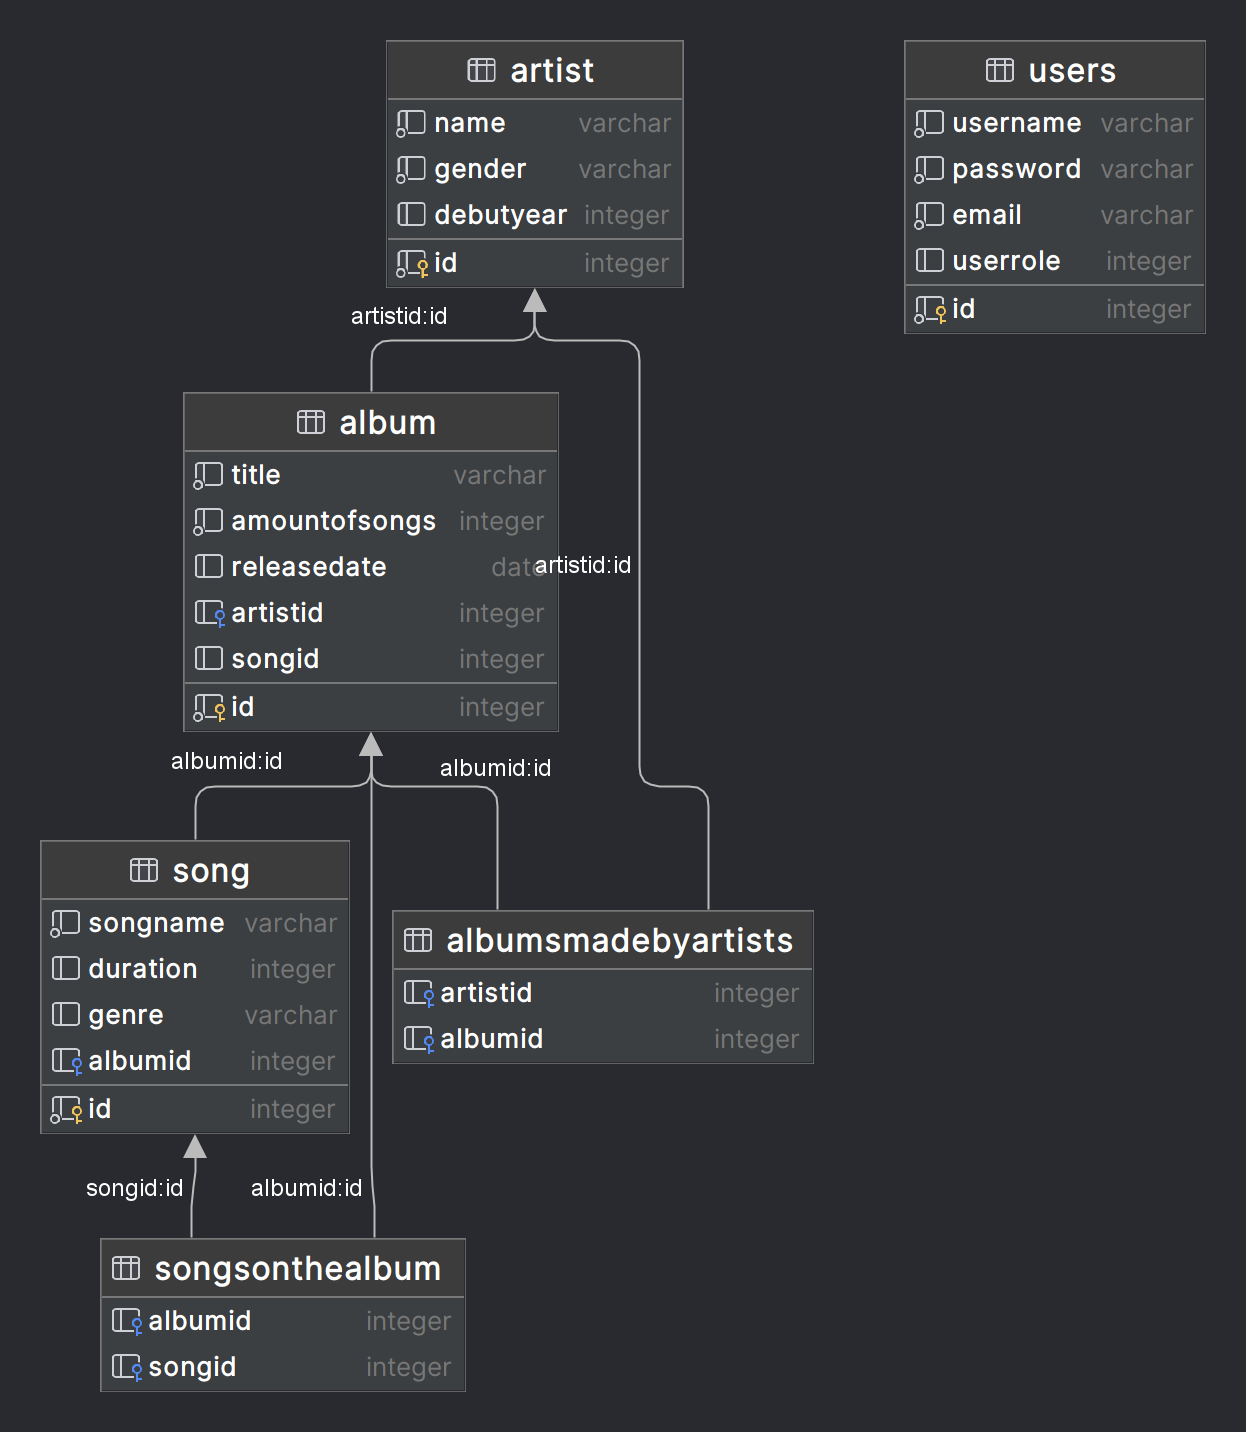 artist
name varchar
gender varchar
debutyear integer
id integer
users
username varchar
password varchar
email varchar
userrole integer
id integer
artistid:id
album
title varchar
amountofsongs integer
releasedate date
artistid integer
songid integer
id integer
artistid:id
albumid:id
albumid:id
song
songname varchar
duration integer
genre varchar
albumid integer
id integer
albumsmadebyartists
artistid integer
albumid integer
songid:id
albumid:id
songsonthealbum
albumid integer
songid integer